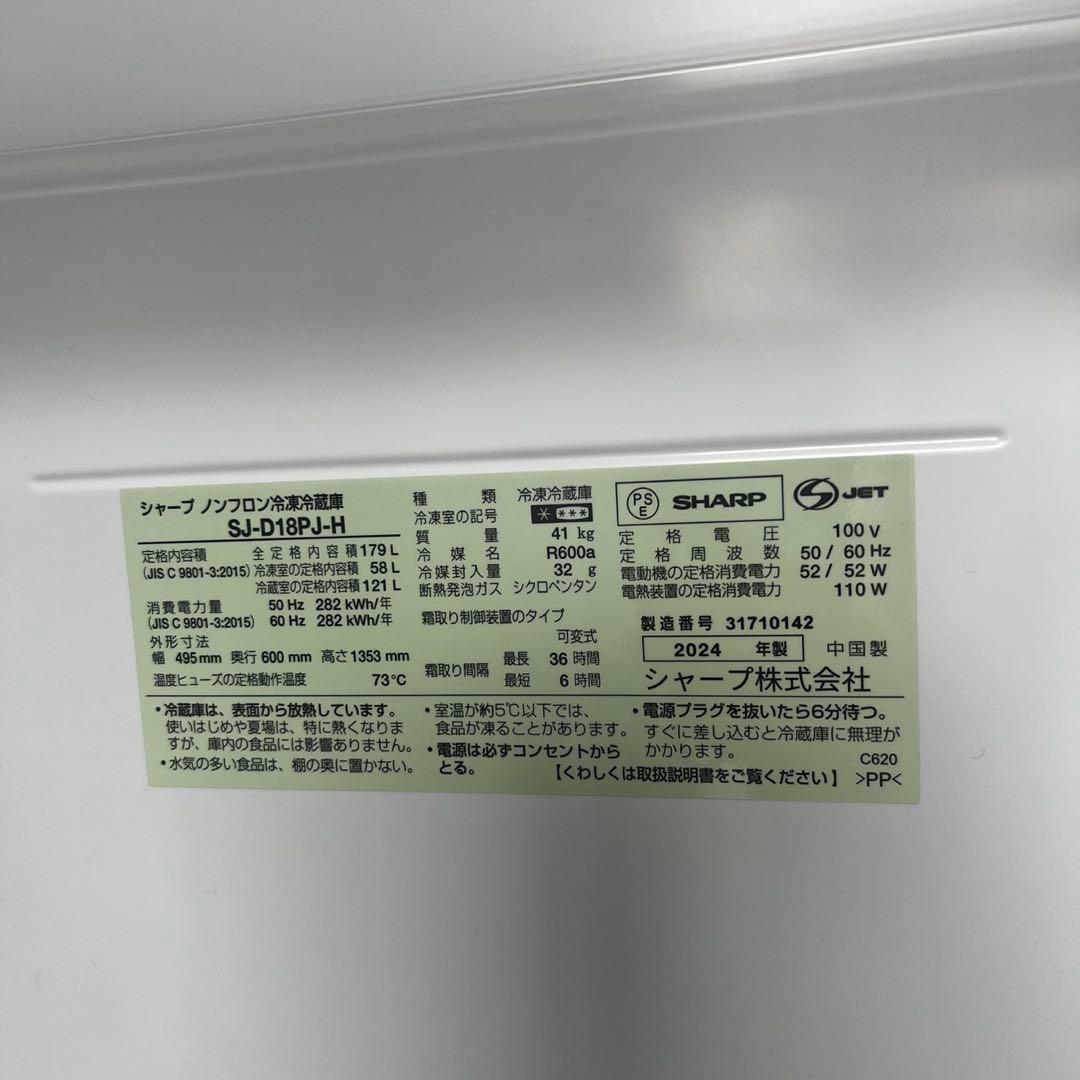 シャープ ノンフロン冷凍冷蔵庫
SJ-D18PJ-H
定格内容積 全定格内容積 179 L
(JIS C 9801-3:2015) 冷凍室の定格内容積 58 L
冷蔵室の定格内容積 121 L
消費電力量 50 Hz 282 kWh/年
(JIS C 9801-3:2015) 60 Hz 282 kWh/年
外形寸法
幅 495 mm 奥行 600 mm 高さ 1353 mm
温度ヒューズの定格動作温度 73℃
種類 冷凍冷蔵庫
冷凍室の記号 * ***
質量 41 kg
冷媒名 R600a
冷媒封入量 32 g
断熱発泡ガス シクロペンタン
霜取り制御装置のタイプ
可変式
霜取り間隔 最長 36 時間
最短 6 時間
PS
E
SHARP
S JET
定格電圧 100 V
定格周波数 50 / 60 Hz
電動機の定格消費電力 52 / 52 W
電熱装置の定格消費電力 110 W
製造番号 31710142
2024 年製 中国製
シャープ株式会社
・冷蔵庫は、表面から放熱しています。
使いはじめや夏場は、特に熱くなりま
すが、庫内の食品には影響ありません。
・水気の多い食品は、棚の奥に置かない。
・室温が約5℃以下では、
食品が凍ることがあります。
・電源は必ずコンセントから
とる。
・電源プラグを抜いたら6分待つ。
すぐに差し込むと冷蔵庫に無理が
かかります。
C620
【くわしくは取扱説明書をご覧ください】 >PP<